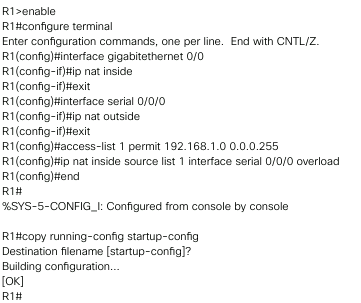 R1>enable
R1#configure terminal
Enter configuration commands, one per line.  End with CNTL/Z.
R1(config)#interface gigabitethernet 0/0
R1(config-if)#ip nat inside
R1(config-if)#exit
R1(config)#interface serial 0/0/0
R1(config-if)#ip nat outside
R1(config-if)#exit
R1(config)#access-list 1 permit 192.168.1.0 0.0.0.255
R1(config)#ip nat inside source list 1 interface serial 0/0/0 overload
R1(config)#end
R1#
%SYS-5-CONFIG_I: Configured from console by console
R1#copy running-config startup-config
Destination filename [startup-config]?
Building configuration...
[OK]
R1#